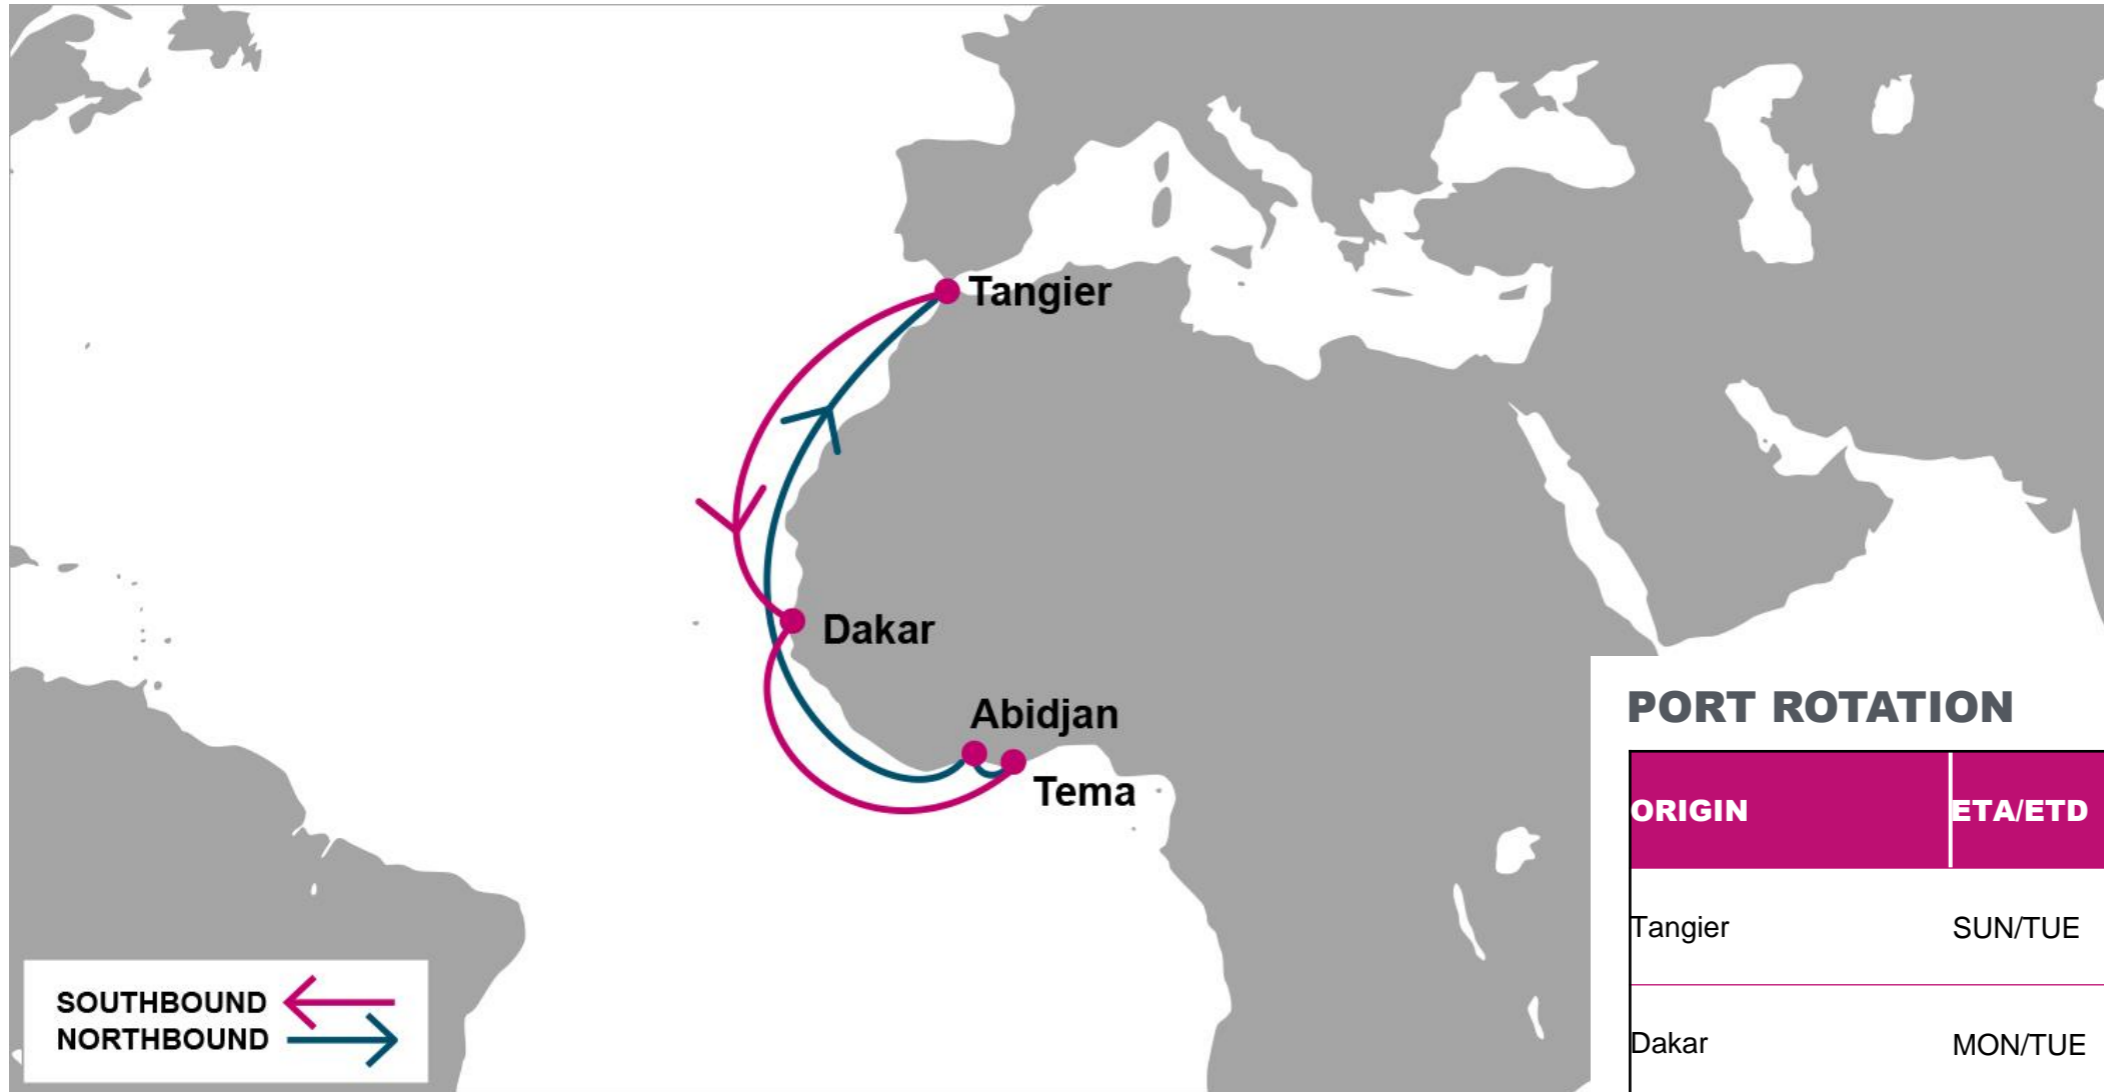 Tangier
Dakar
Abidjan
Tema
SOUTHBOUND
NORTHBOUND
PORT ROTATION
ORIGIN ETA/ETD
Tangier SUN/TUE
Dakar MON/TUE